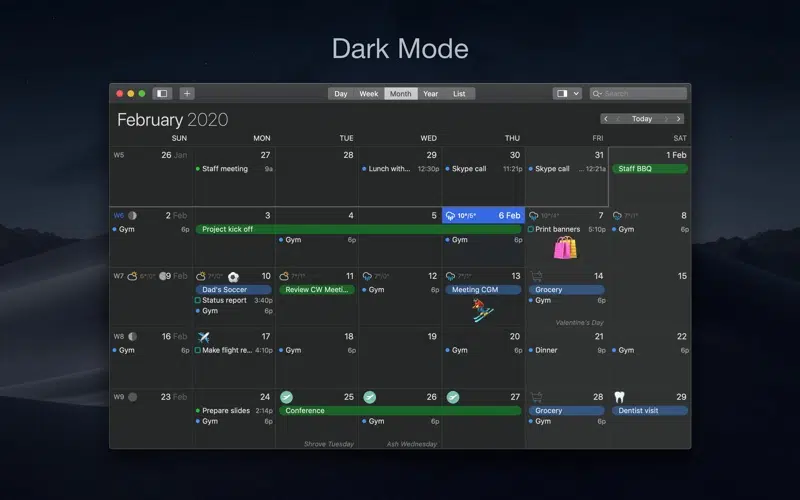 Dark Mode
Day Week Month Year List
Search
February 2020
Today
SUN MON TUE WED THU FRI SAT
W5 26 Jan 27 28 29 30 31 1 Feb
Staff meeting 9a Lunch with... 12:30p Skype call 11:21p Skype call ... 12:21a Staff BBQ
W6 2 Feb 3 4 5 10°/5° 6 Feb 7 7°/1° 8
Gym 6p Project kick off Print banners 5:10p Gym 6p
Gym 6p Gym 6p
W7 9 Feb 10 11 12 13 14 15
Dad's Soccer Review CW Meeti... Gym 6p Meeting CGM Grocery
Status report 3:40p Gym 6p
Gym 6p
Valentine's Day
W8 16 Feb 17 18 19 20 21 22
Gym 6p Make flight re... 4:10p Gym 6p Gym 6p Dinner 9p Gym 6p
W9 23 Feb 24 25 26 27 28 29
Prepare slides 2:14p Conference Grocery Dentist visit
Gym 6p Gym 6p Gym 6p
Shrove Tuesday Ash Wednesday